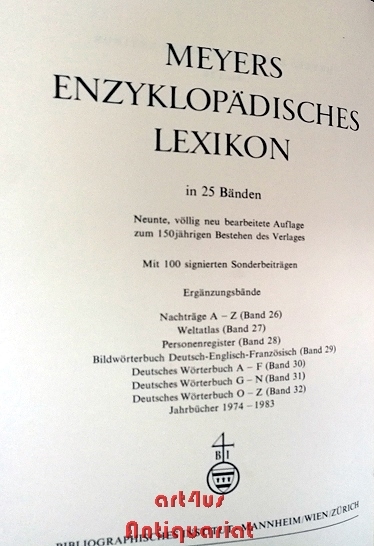 MEYERS
ENZYKLOPÄDISCHES
LEXIKON
in 25 Bänden
Neunte, völlig neu bearbeitete Auflage
zum 150jährigen Bestehen des Verlages
Mit 100 signierten Sonderbeiträgen
Ergänzungsbände
Nachträge A – Z (Band 26)
Weltatlas (Band 27)
Personenregister (Band 28)
Bildwörterbuch Deutsch-Englisch-Französisch (Band 29)
Deutsches Wörterbuch A – F (Band 30)
Deutsches Wörterbuch G – N (Band 31)
Deutsches Wörterbuch O – Z (Band 32)
Jahrbücher 1974 – 1983
BI
art4us
Antiquariat
BIBLIOGRAPHISCHES INSTITUT MANNHEIM/WIEN/ZÜRICH